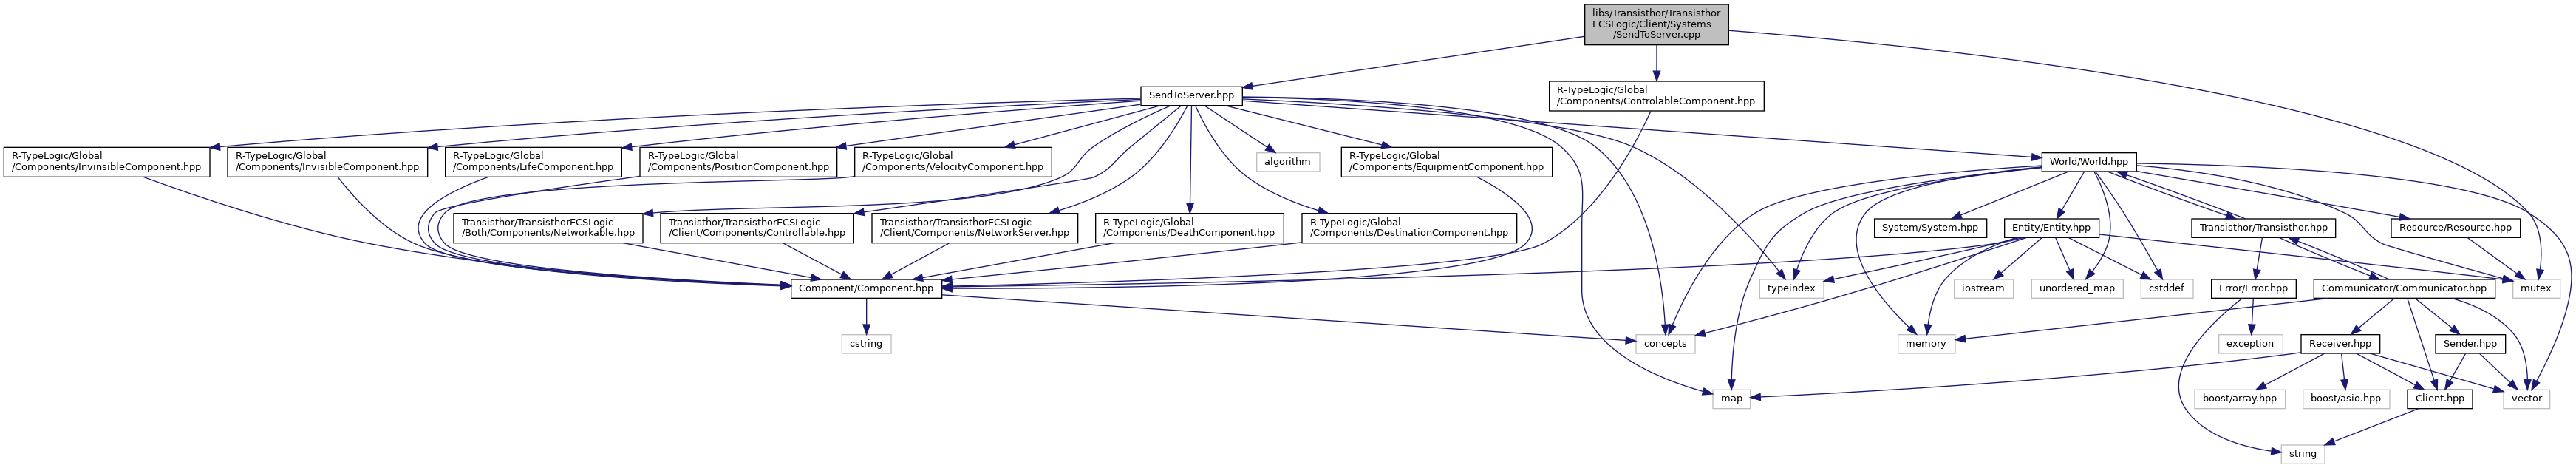 libs/Transisthor/Transisthor
ECSLogic/Client/Systems
/SendToServer.cpp
SendToServer.hpp
R-TypeLogic/Global
/Components/ControlableComponent.hpp
R-TypeLogic/Global
/Components/InvinsibleComponent.hpp
R-TypeLogic/Global
/Components/InvisibleComponent.hpp
R-TypeLogic/Global
/Components/LifeComponent.hpp
R-TypeLogic/Global
/Components/PositionComponent.hpp
R-TypeLogic/Global
/Components/VelocityComponent.hpp
algorithm
R-TypeLogic/Global
/Components/EquipmentComponent.hpp
World/World.hpp
Transisthor/TransisthorECSLogic
/Both/Components/Networkable.hpp
Transisthor/TransisthorECSLogic
/Client/Components/Controllable.hpp
Transisthor/TransisthorECSLogic
/Client/Components/NetworkServer.hpp
R-TypeLogic/Global
/Components/DeathComponent.hpp
R-TypeLogic/Global
/Components/DestinationComponent.hpp
System/System.hpp
Entity/Entity.hpp
Transisthor/Transisthor.hpp
Resource/Resource.hpp
Component/Component.hpp
typeindex
iostream
unordered_map
cstddef
Error/Error.hpp
Communicator/Communicator.hpp
mutex
cstring
concepts
memory
exception
Receiver.hpp
Sender.hpp
map
boost/array.hpp
boost/asio.hpp
Client.hpp
vector
string